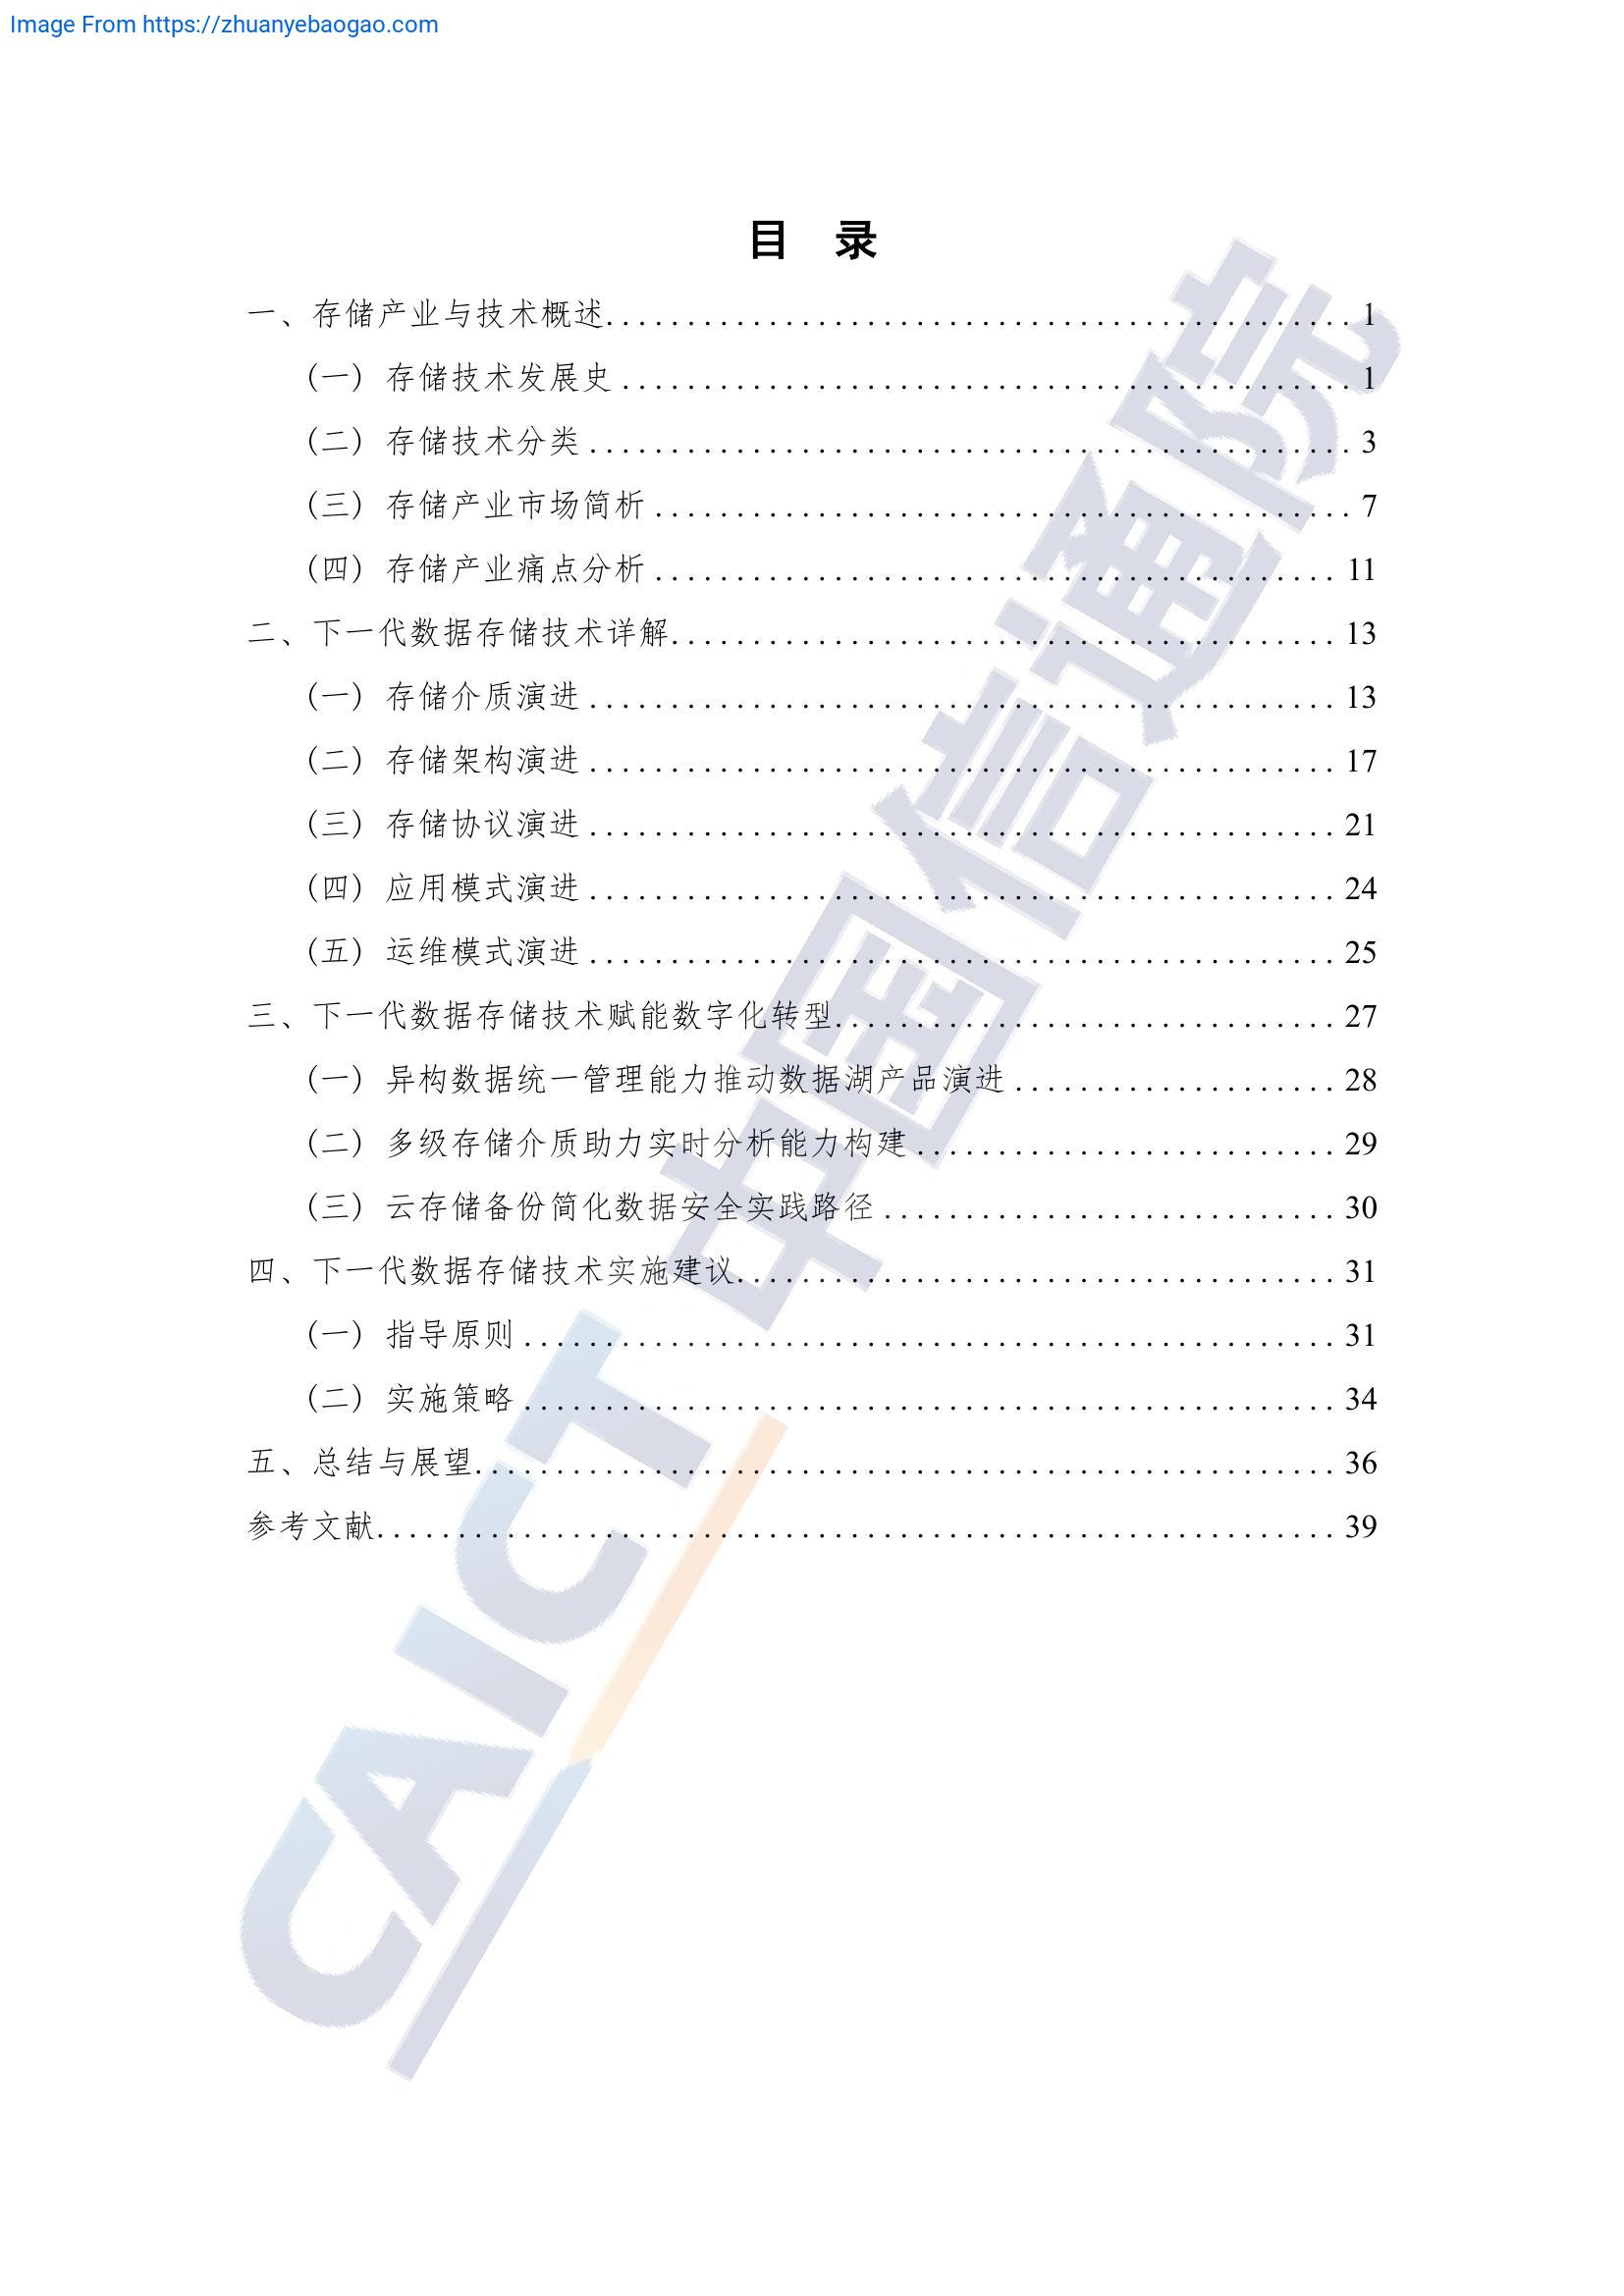 Image From https://zhuanyebaogao.com
目 录
一、存储产业与技术概述............................................. 1
（一）存储技术发展史............................................. 1
（二）存储技术分类............................................... 3
（三）存储产业市场简析........................................... 7
（四）存储产业痛点分析.......................................... 11
二、下一代数据存储技术详解........................................ 13
（一）存储介质演进.............................................. 13
（二）存储架构演进.............................................. 17
（三）存储协议演进.............................................. 21
（四）应用模式演进.............................................. 24
（五）运维模式演进.............................................. 25
三、下一代数据存储技术赋能数字化转型............................... 27
（一）异构数据统一管理能力推动数据湖产品演进.................... 28
（二）多级存储介质助力实时分析能力构建.......................... 29
（三）云存储备份简化数据安全实践路径............................ 30
四、下一代数据存储技术实施建议..................................... 31
（一）指导原则.................................................. 31
（二）实施策略.................................................. 34
五、总结与展望..................................................... 36
参考文献........................................................... 39
CAICT 中国信通院